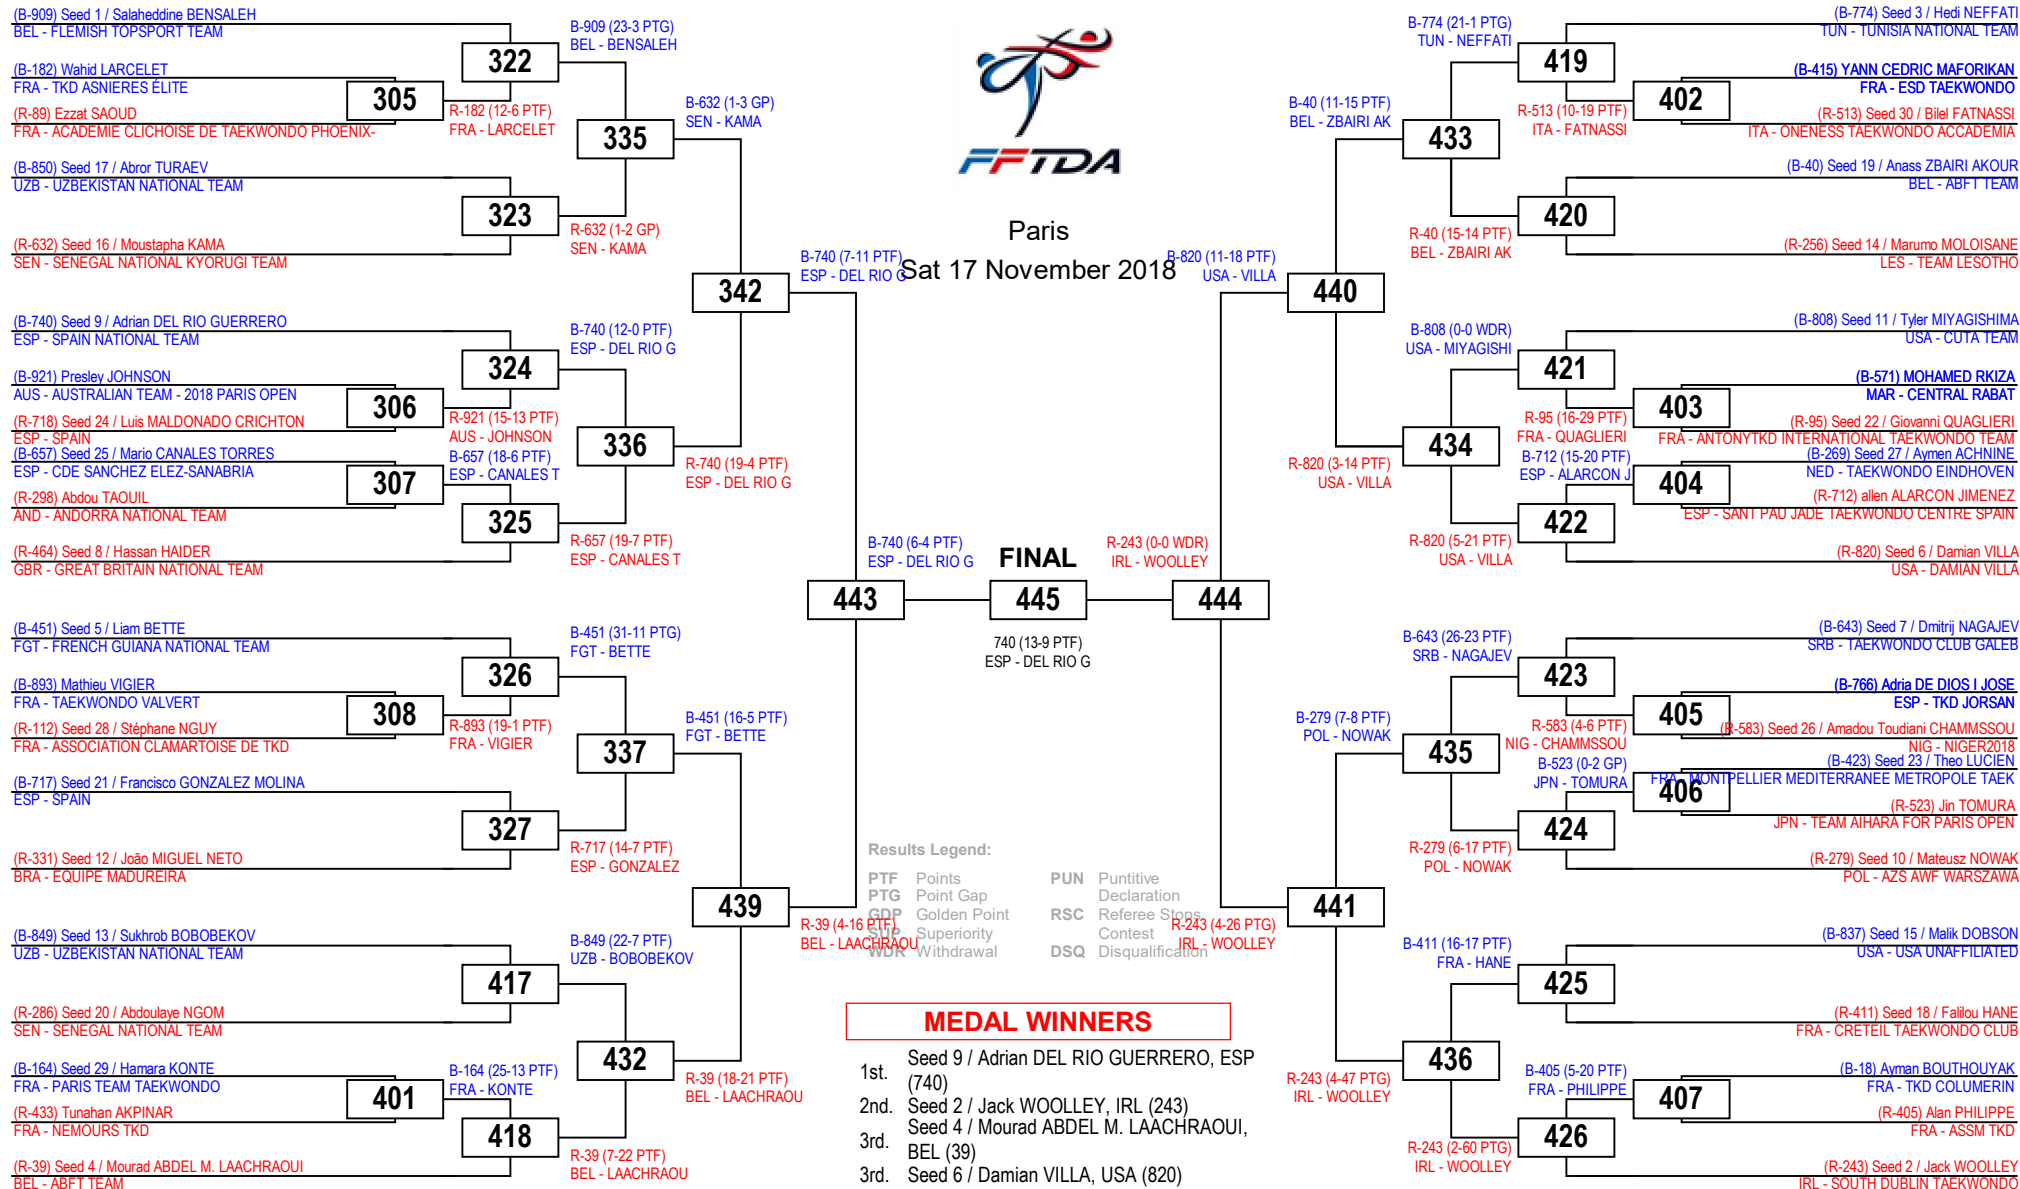 (B-909) Seed 1 / Salaheddine BENSALEH
BEL - FLEMISH TOPSPORT TEAM
(B-182) Wahid LARCELET
FRA - TKD ASNIERES ÉLITE
(R-89) Ezzat SAOUD
FRA - ACADEMIE CLICHOISE DE TAEKWONDO PHOENIX-
(B-850) Seed 17 / Abror TURAEV
UZB - UZBEKISTAN NATIONAL TEAM
(R-632) Seed 16 / Moustapha KAMA
SEN - SENEGAL NATIONAL KYORUGI TEAM
(B-740) Seed 9 / Adrian DEL RIO GUERRERO
ESP - SPAIN NATIONAL TEAM
(B-921) Presley JOHNSON
AUS - AUSTRALIAN TEAM - 2018 PARIS OPEN
(R-718) Seed 24 / Luis MALDONADO CRICHTON
ESP - SPAIN
(B-657) Seed 25 / Mario CANALES TORRES
ESP - CDE SANCHEZ ELEZ-SANABRIA
(R-298) Abdou TAOUIL
AND - ANDORRA NATIONAL TEAM
(R-464) Seed 8 / Hassan HAIDER
GBR - GREAT BRITAIN NATIONAL TEAM
(B-451) Seed 5 / Liam BETTE
FGT - FRENCH GUIANA NATIONAL TEAM
(B-893) Mathieu VIGIER
FRA - TAEKWONDO VALVERT
(R-112) Seed 28 / Stéphane NGUY
FRA - ASSOCIATION CLAMARTOISE DE TKD
(B-717) Seed 21 / Francisco GONZALEZ MOLINA
ESP - SPAIN
(R-331) Seed 12 / João MIGUEL NETO
BRA - EQUIPE MADUREIRA
(B-849) Seed 13 / Sukhrob BOBOBEKOV
UZB - UZBEKISTAN NATIONAL TEAM
(R-286) Seed 20 / Abdoulaye NGOM
SEN - SENEGAL NATIONAL TEAM
(B-164) Seed 29 / Hamara KONTE
FRA - PARIS TEAM TAEKWONDO
(R-433) Tunahan AKPINAR
FRA - NEMOURS TKD
(R-39) Seed 4 / Mourad ABDEL M. LAACHRAOUI
BEL - ABFT TEAM
305
306
307
308
401
R-182 (12-6 PTF)
FRA - LARCELET
R-921 (15-13 PTF)
AUS - JOHNSON
B-657 (18-6 PTF)
ESP - CANALES T
R-893 (19-1 PTF)
FRA - VIGIER
B-164 (25-13 PTF)
FRA - KONTE
322
323
324
325
326
327
417
418
B-909 (23-3 PTG)
BEL - BENSALEH
R-632 (1-2 GP)
SEN - KAMA
B-740 (12-0 PTF)
ESP - DEL RIO G
R-657 (19-7 PTF)
ESP - CANALES T
B-451 (31-11 PTG)
FGT - BETTE
R-717 (14-7 PTF)
ESP - GONZALEZ
B-849 (22-7 PTF)
UZB - BOBOBEKOV
R-39 (7-22 PTF)
BEL - LAACHRAOU
335
336
337
432
B-632 (1-3 GP)
SEN - KAMA
R-740 (19-4 PTF)
ESP - DEL RIO G
B-451 (16-5 PTF)
FGT - BETTE
R-39 (18-21 PTF)
BEL - LAACHRAOU
342
439
B-740 (7-11 PTF)
ESP - DEL RIO G
R-39 (4-16 PTF)
BEL - LAACHRAOU
443
B-740 (6-4 PTF)
ESP - DEL RIO G
FFTDA
Paris
Sat 17 November 2018
FINAL
445
740 (13-9 PTF)
ESP - DEL RIO G
R-243 (0-0 WDR)
IRL - WOOLLEY
444
B-820 (11-18 PTF)
USA - VILLA
R-243 (4-26 PTG)
IRL - WOOLLEY
440
441
B-40 (11-15 PTF)
BEL - ZBAIRI AK
R-820 (3-14 PTF)
USA - VILLA
B-279 (7-8 PTF)
POL - NOWAK
R-243 (4-47 PTG)
IRL - WOOLLEY
433
434
435
436
B-774 (21-1 PTG)
TUN - NEFFATI
R-40 (15-14 PTF)
BEL - ZBAIRI AK
B-808 (0-0 WDR)
USA - MIYAGISHI
R-820 (5-21 PTF)
USA - VILLA
B-643 (26-23 PTF)
SRB - NAGAJEV
R-279 (6-17 PTF)
POL - NOWAK
B-411 (16-17 PTF)
FRA - HANE
R-243 (2-60 PTG)
IRL - WOOLLEY
419
420
421
422
423
424
425
426
R-513 (10-19 PTF)
ITA - FATNASSI
R-95 (16-29 PTF)
FRA - QUAGLIERI
B-712 (15-20 PTF)
ESP - ALARCON J
R-583 (4-6 PTF)
NIG - CHAMMSSOU
B-523 (0-2 GP)
JPN - TOMURA
B-405 (5-20 PTF)
FRA - PHILIPPE
402
403
404
405
406
407
(B-774) Seed 3 / Hedi NEFFATI
TUN - TUNISIA NATIONAL TEAM
(B-415) YANN CEDRIC MAFORIKAN
FRA - ESD TAEKWONDO
(R-513) Seed 30 / Bilel FATNASSI
ITA - ONENESS TAEKWONDO ACCADEMIA
(B-40) Seed 19 / Anass ZBAIRI AKOUR
BEL - ABFT TEAM
(R-256) Seed 14 / Marumo MOLOISANE
LES - TEAM LESOTHO
(B-808) Seed 11 / Tyler MIYAGISHIMA
USA - CUTA TEAM
(B-571) MOHAMED RKIZA
MAR - CENTRAL RABAT
(R-95) Seed 22 / Giovanni QUAGLIERI
FRA - ANTONYTKD INTERNATIONAL TAEKWONDO TEAM
(B-269) Seed 27 / Aymen ACHNINE
NED - TAEKWONDO EINDHOVEN
(R-712) allen ALARCON JIMENEZ
ESP - SANT PAU JADE TAEKWONDO CENTRE SPAIN
(R-820) Seed 6 / Damian VILLA
USA - DAMIAN VILLA
(B-643) Seed 7 / Dmitrij NAGAJEV
SRB - TAEKWONDO CLUB GALEB
(B-766) Adria DE DIOS I JOSE
ESP - TKD JORSAN
(R-583) Seed 26 / Amadou Toudiani CHAMMSSOU
NIG - NIGER2018
(B-423) Seed 23 / Theo LUCIEN
FRA - MONTPELLIER MEDITERRANEE METROPOLE TAEK
(R-523) Jin TOMURA
JPN - TEAM AIHARA FOR PARIS OPEN
(R-279) Seed 10 / Mateusz NOWAK
POL - AZS AWF WARSZAWA
(B-837) Seed 15 / Malik DOBSON
USA - USA UNAFFILIATED
(R-411) Seed 18 / Falilou HANE
FRA - CRETEIL TAEKWONDO CLUB
(B-18) Ayman BOUTHOUYAK
FRA - TKD COLUMERIN
(R-405) Alan PHILIPPE
FRA - ASSM TKD
(R-243) Seed 2 / Jack WOOLLEY
IRL - SOUTH DUBLIN TAEKWONDO
Results Legend:
PTF Points
PTG Point Gap
GDP Golden Point
SUP Superiority
WDR Withdrawal
PUN Puntitive
Declaration
RSC Referee Stops
Contest
DSQ Disqualification
MEDAL WINNERS
1st. Seed 9 / Adrian DEL RIO GUERRERO, ESP
(740)
2nd. Seed 2 / Jack WOOLLEY, IRL (243)
3rd. Seed 4 / Mourad ABDEL M. LAACHRAOUI,
BEL (39)
3rd. Seed 6 / Damian VILLA, USA (820)